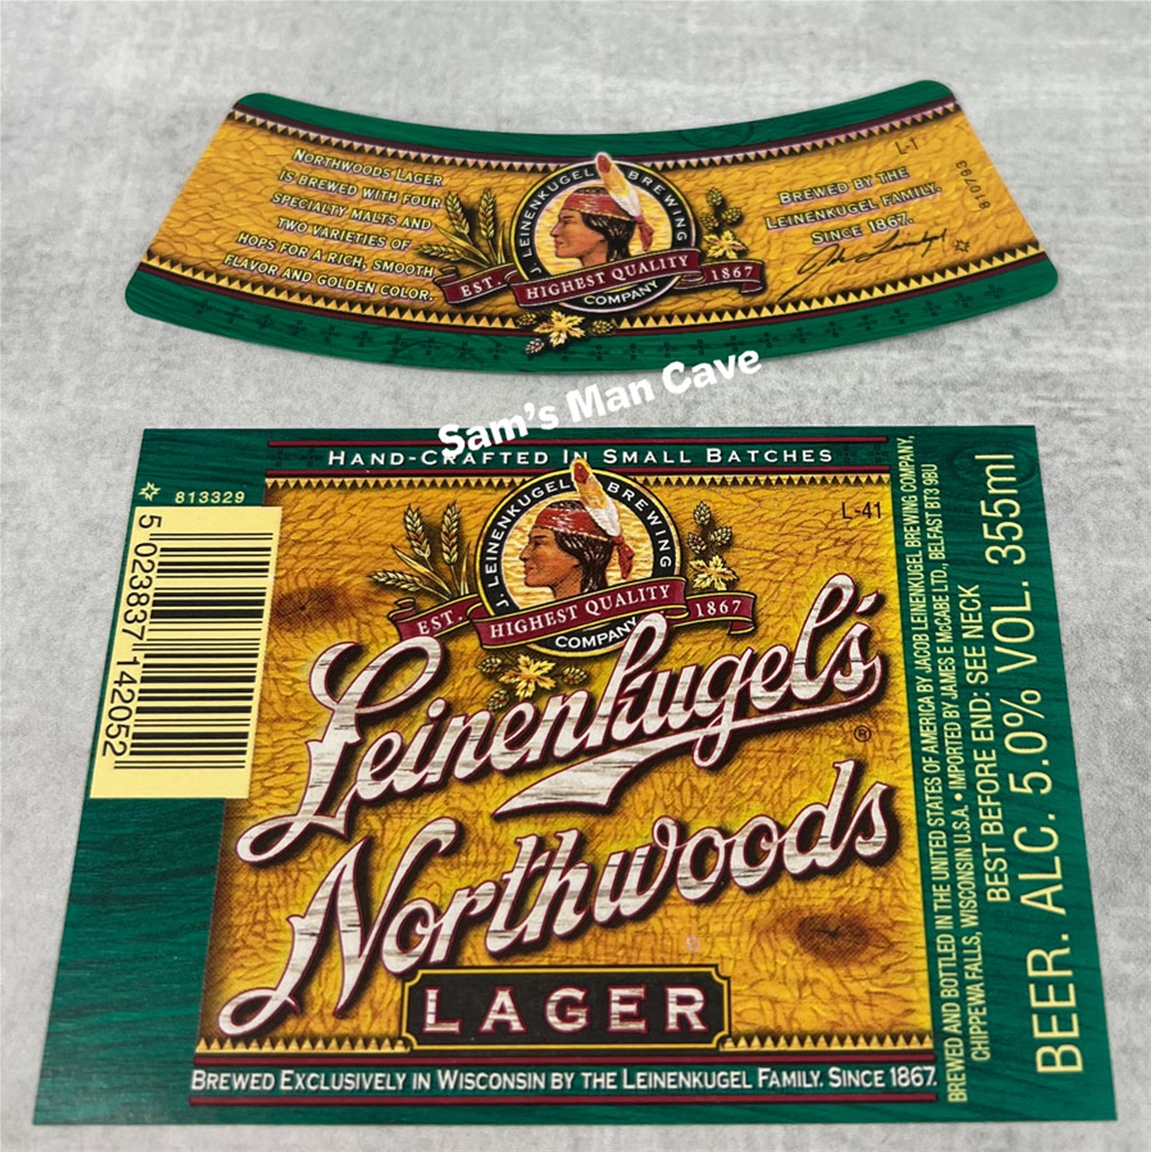 NORTHWOODS LAGER
IS BREWED WITH FOUR
SPECIALTY MALTS AND
TWO VARIETIES OF
HOPS FOR A RICH, SMOOTH
FLAVOR AND GOLDEN COLOR.
J. LEINENKUGEL BREWING
COMPANY
EST. HIGHEST QUALITY 1867
L-1
BREWED BY THE
LEINENKUGEL FAMILY.
SINCE 1867.
810793
Sam's Man Cave
HAND-CRAFTED IN SMALL BATCHES
813329
5 023837 142052
L-41
J. LEINENKUGEL BREWING
COMPANY
EST. HIGHEST QUALITY 1867
Leinenkugel's®
Northwoods
LAGER
BREWED EXCLUSIVELY IN WISCONSIN BY THE LEINENKUGEL FAMILY. SINCE 1867.
BREWED AND BOTTLED IN THE UNITED STATES OF AMERICA BY JACOB LEINENKUGEL BREWING COMPANY,
CHIPPEWA FALLS, WISCONSIN U.S.A. • IMPORTED BY JAMES E McCABE LTD., BELFAST BT3 9BU
BEST BEFORE END: SEE NECK
BEER. ALC. 5.0% VOL. 355ml